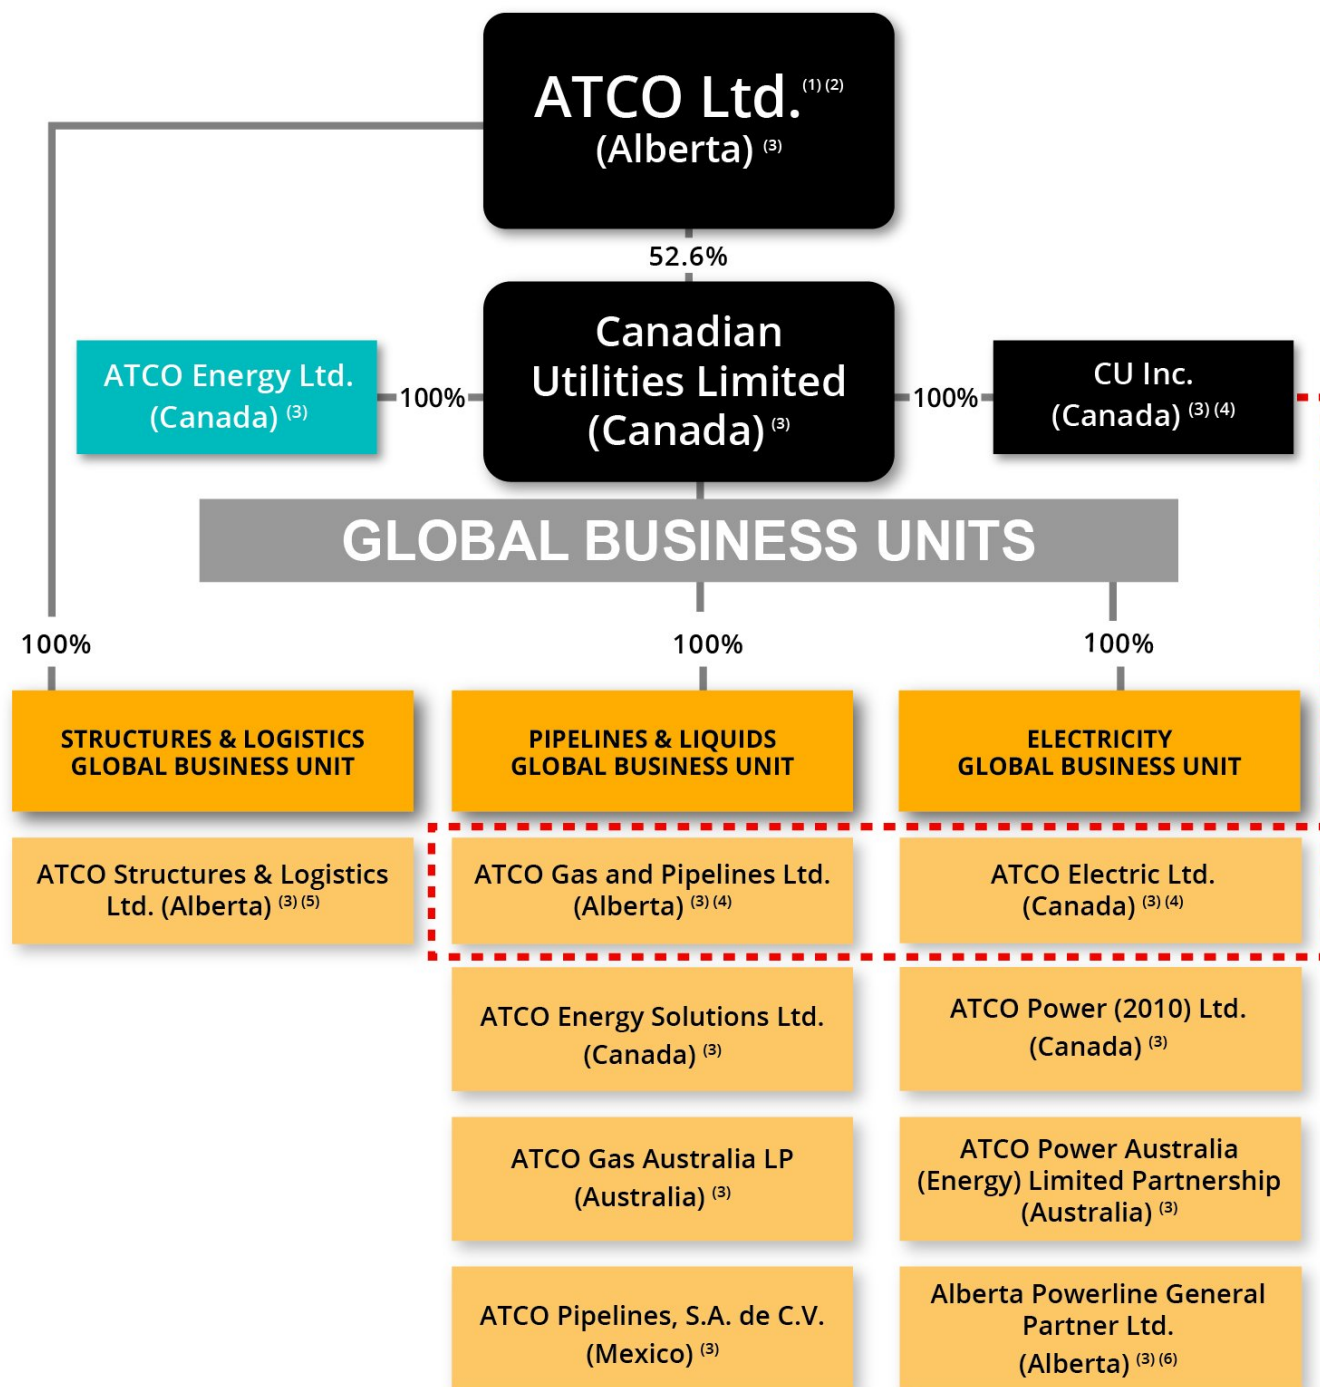 ATCO Ltd. (1) (2)
(Alberta) (3)
52.6%
Canadian
Utilities Limited
(Canada) (3)
ATCO Energy Ltd.
(Canada) (3)
100%
100%
CU Inc.
(Canada) (3) (4)
GLOBAL BUSINESS UNITS
100%
100%
100%
STRUCTURES & LOGISTICS
GLOBAL BUSINESS UNIT
PIPELINES & LIQUIDS
GLOBAL BUSINESS UNIT
ELECTRICITY
GLOBAL BUSINESS UNIT
ATCO Structures & Logistics
Ltd. (Alberta) (3) (5)
ATCO Gas and Pipelines Ltd.
(Alberta) (3) (4)
ATCO Electric Ltd.
(Canada) (3) (4)
ATCO Energy Solutions Ltd.
(Canada) (3)
ATCO Power (2010) Ltd.
(Canada) (3)
ATCO Gas Australia LP
(Australia) (3)
ATCO Power Australia
(Energy) Limited Partnership
(Australia) (3)
ATCO Pipelines, S.A. de C.V.
(Mexico) (3)
Alberta Powerline General
Partner Ltd.
(Alberta) (3) (6)